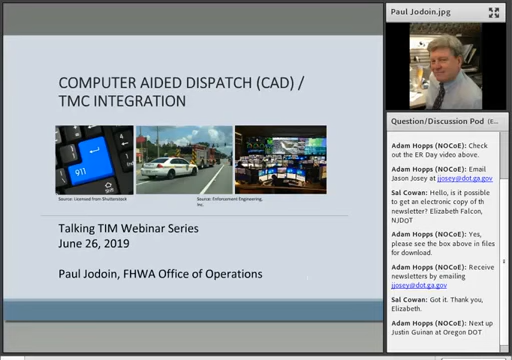 COMPUTER AIDED DISPATCH (CAD) /
TMC INTEGRATION
911
Source: Licensed from Shutterstock
Source: Enforcement Engineering,
Inc.
Talking TIM Webinar Series
June 26, 2019
Paul Jodoin, FHWA Office of Operations
Paul Jodoin.jpg
Questions/Discussion Pod (E...
Adam Hopps (NOCoE): Check
out the ER Day video above.
Adam Hopps (NOCoE): Email
Jason Josey at jjosey@dot.ga.gov
Sal Cowan: Hello, is it possible
to get an electronic copy of th
newsletter? Elizabeth Falcon,
NJDOT
Adam Hopps (NOCoE): Yes,
please see the box above in files
for download.
Adam Hopps (NOCoE): Receive
newsletters by emailing
jjosey@dot.ga.gov
Sal Cowan: Got it. Thank you,
Elizabeth.
Adam Hopps (NOCoE): Next up
Justin Guinan at Oregon DOT